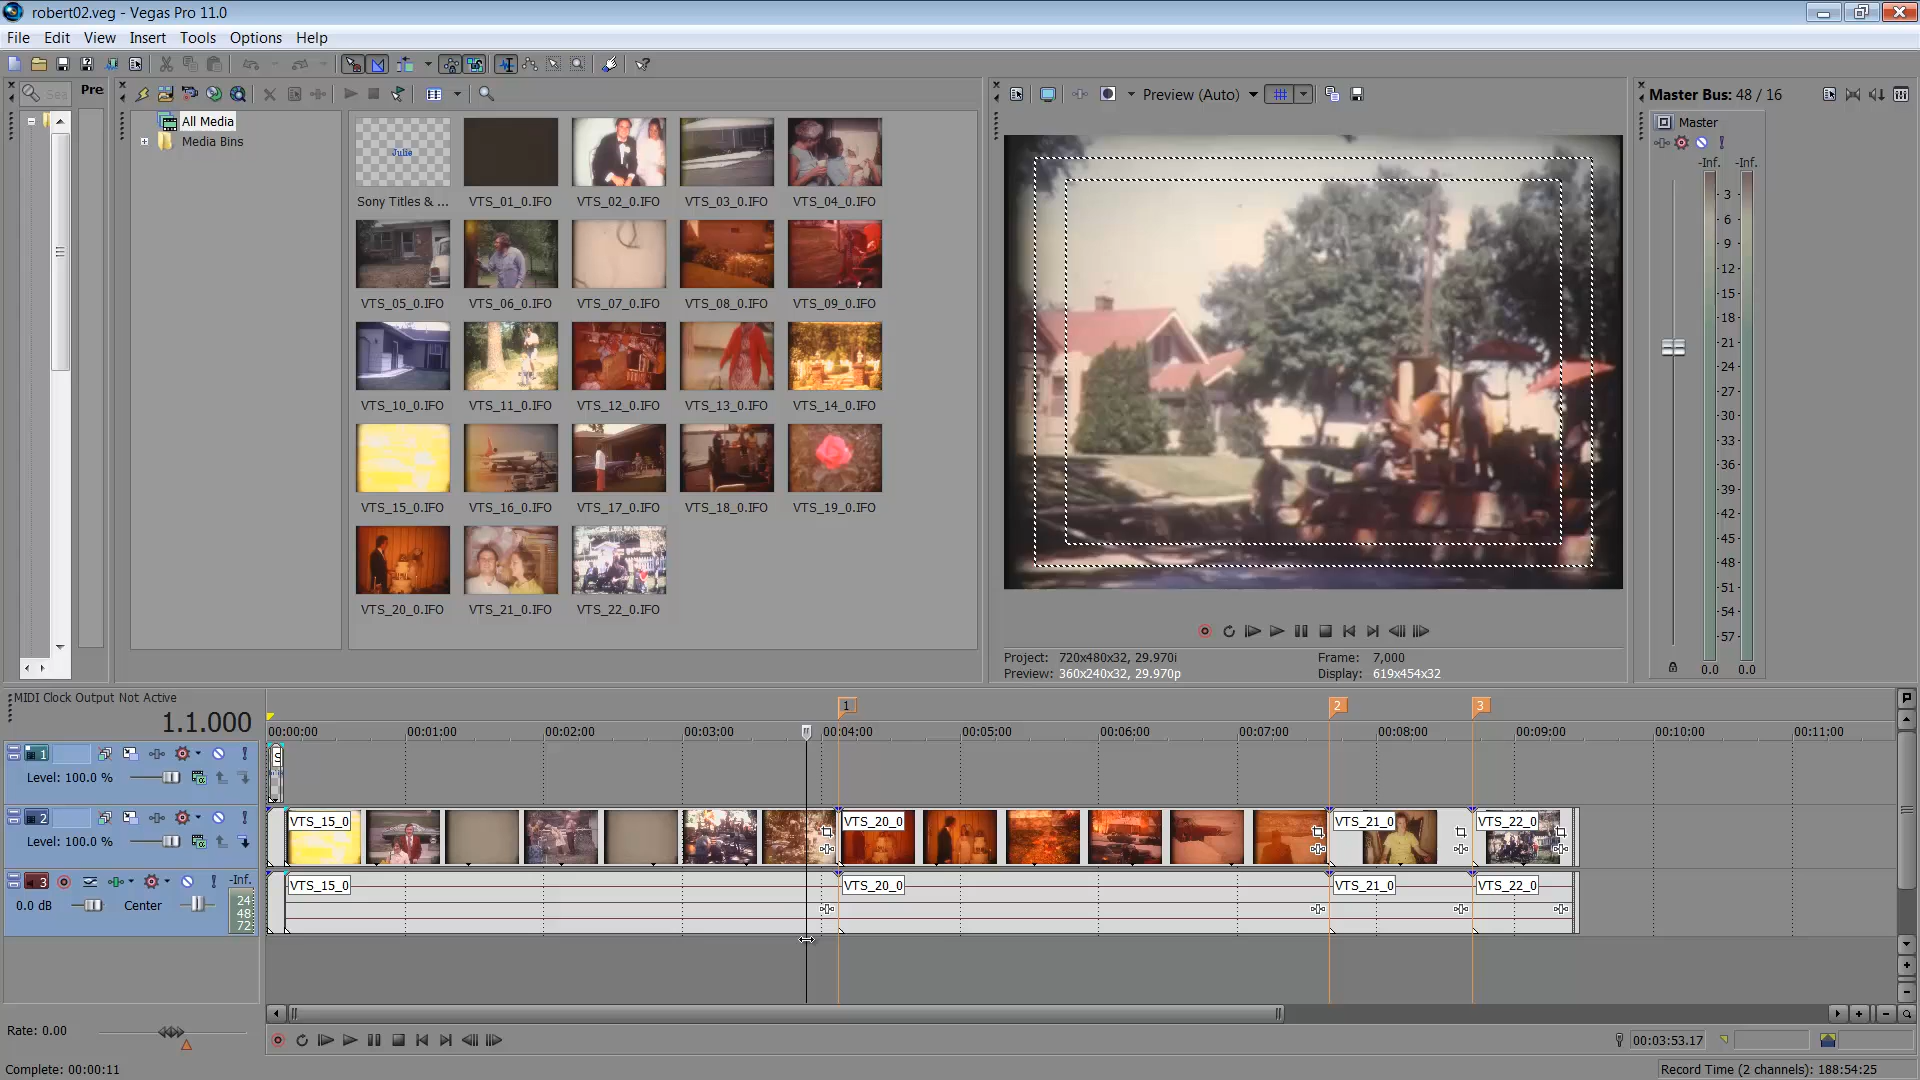 robert02.veg - Vegas Pro 11.0
File Edit View Insert Tools Options Help
Pre
All Media
Media Bins
Julie
Sony Titles & ...
VTS_01_0.IFO
VTS_02_0.IFO
VTS_03_0.IFO
VTS_04_0.IFO
VTS_05_0.IFO
VTS_06_0.IFO
VTS_07_0.IFO
VTS_08_0.IFO
VTS_09_0.IFO
VTS_10_0.IFO
VTS_11_0.IFO
VTS_12_0.IFO
VTS_13_0.IFO
VTS_14_0.IFO
VTS_15_0.IFO
VTS_16_0.IFO
VTS_17_0.IFO
VTS_18_0.IFO
VTS_19_0.IFO
VTS_20_0.IFO
VTS_21_0.IFO
VTS_22_0.IFO
Preview (Auto)
Project: 720x480x32, 29.970i
Preview: 360x240x32, 29.970p
Frame: 7,000
Display: 619x454x32
Master Bus: 48 / 16
Master
-Inf. -Inf.
3
6
9
12
15
18
21
24
27
30
33
36
39
42
45
48
51
54
57
0.0 0.0
MIDI Clock Output Not Active
1.1.000
1 2 3
00:00:00 00:01:00 00:02:00 00:03:00 00:04:00 00:05:00 00:06:00 00:07:00 00:08:00 00:09:00 00:10:00 00:11:00
1
Level: 100.0 %
S
2
Level: 100.0 %
VTS_15_0 VTS_20_0 VTS_21_0 VTS_22_0
3
-Inf.
0.0 dB Center
24
48
72
VTS_15_0 VTS_20_0 VTS_21_0 VTS_22_0
Rate: 0.00
00:03:53.17
Complete: 00:00:11
Record Time (2 channels): 188:54:25